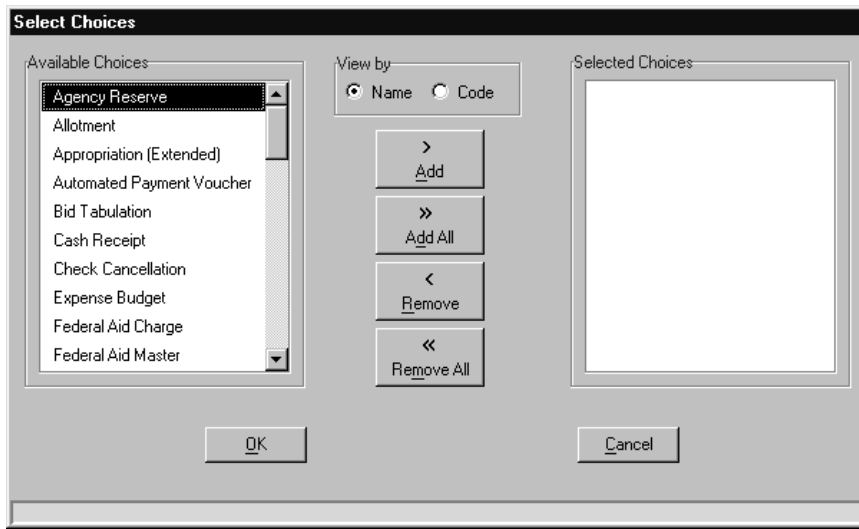 Select Choices
Available Choices
Agency Reserve
Allotment
Appropriation (Extended)
Automated Payment Voucher
Bid Tabulation
Cash Receipt
Check Cancellation
Expense Budget
Federal Aid Charge
Federal Aid Master
View by
Name Code
>
Add
»
Add All
<
Remove
«
Remove All
Selected Choices
OK
Cancel